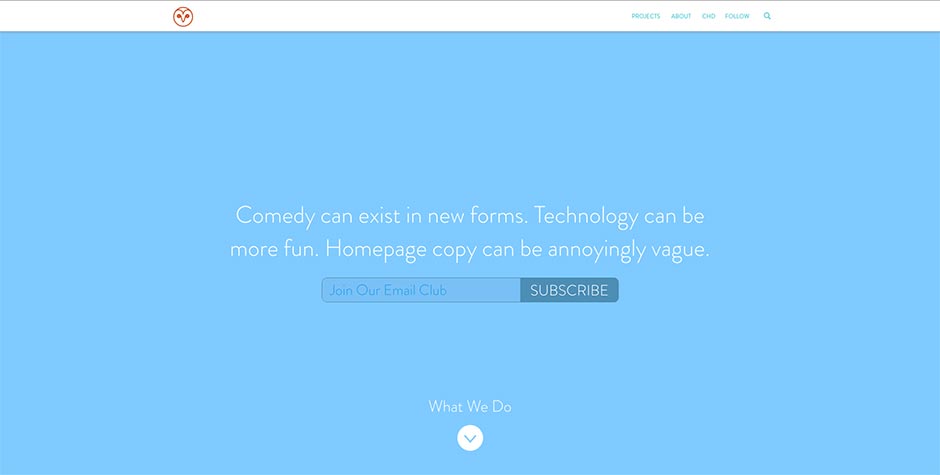 PROJECTS ABOUT CHO FOLLOW
Comedy can exist in new forms. Technology can be
more fun. Homepage copy can be annoyingly vague.
Join Our Email Club SUBSCRIBE
What We Do